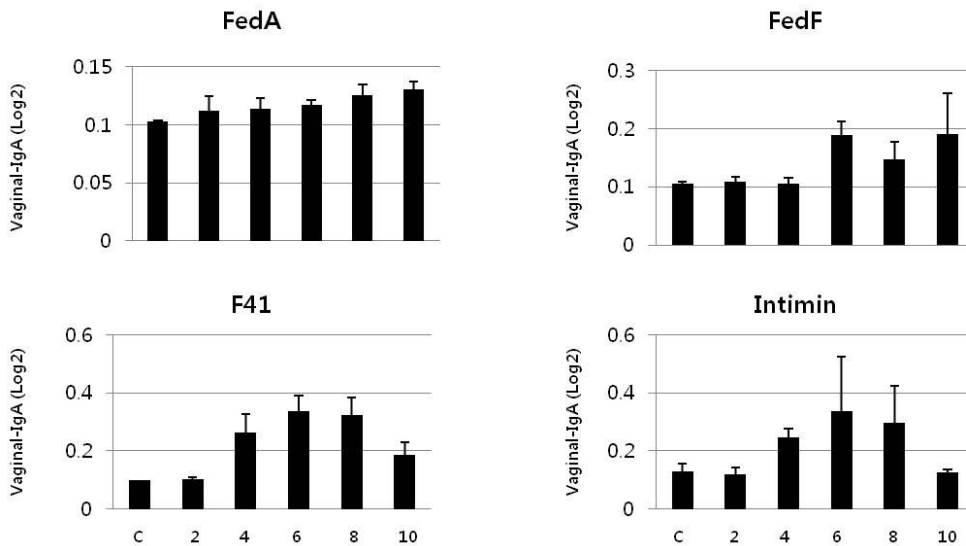 FedA
Vaginal-IgA (Log2)
0.15
0.1
0.05
0
FedF
Vaginal-IgA (Log2)
0.3
0.2
0.1
0
F41
Vaginal-IgA (Log2)
0.6
0.4
0.2
0
C 2 4 6 8 10
Intimin
Vaginal-IgA (Log2)
0.6
0.4
0.2
0
C 2 4 6 8 10